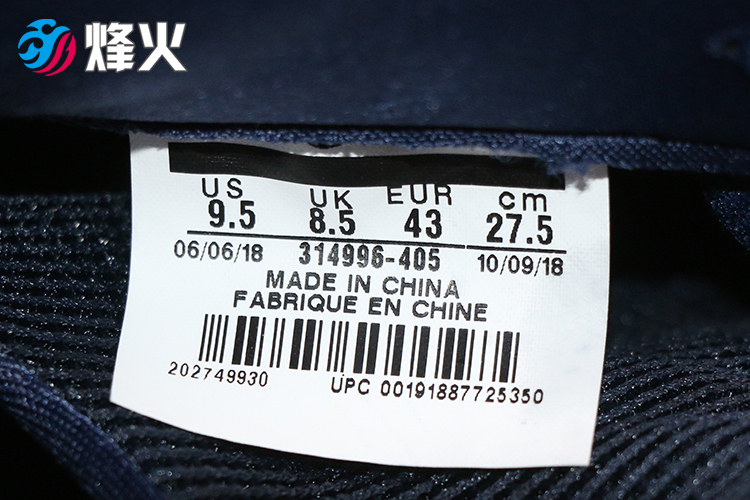 烽火
US UK EUR cm
9.5 8.5 43 27.5
06/06/18 314996-405 10/09/18
MADE IN CHINA
FABRIQUE EN CHINE
202749930 UPC 00191887725350